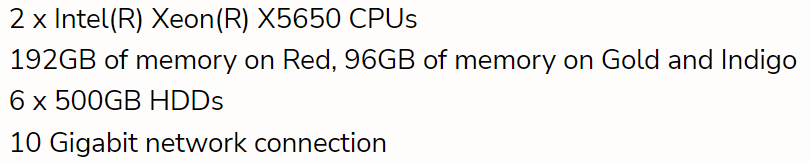 2 x Intel(R) Xeon(R) X5650 CPUs
192GB of memory on Red, 96GB of memory on Gold and Indigo
6 x 500GB HDDs
10 Gigabit network connection